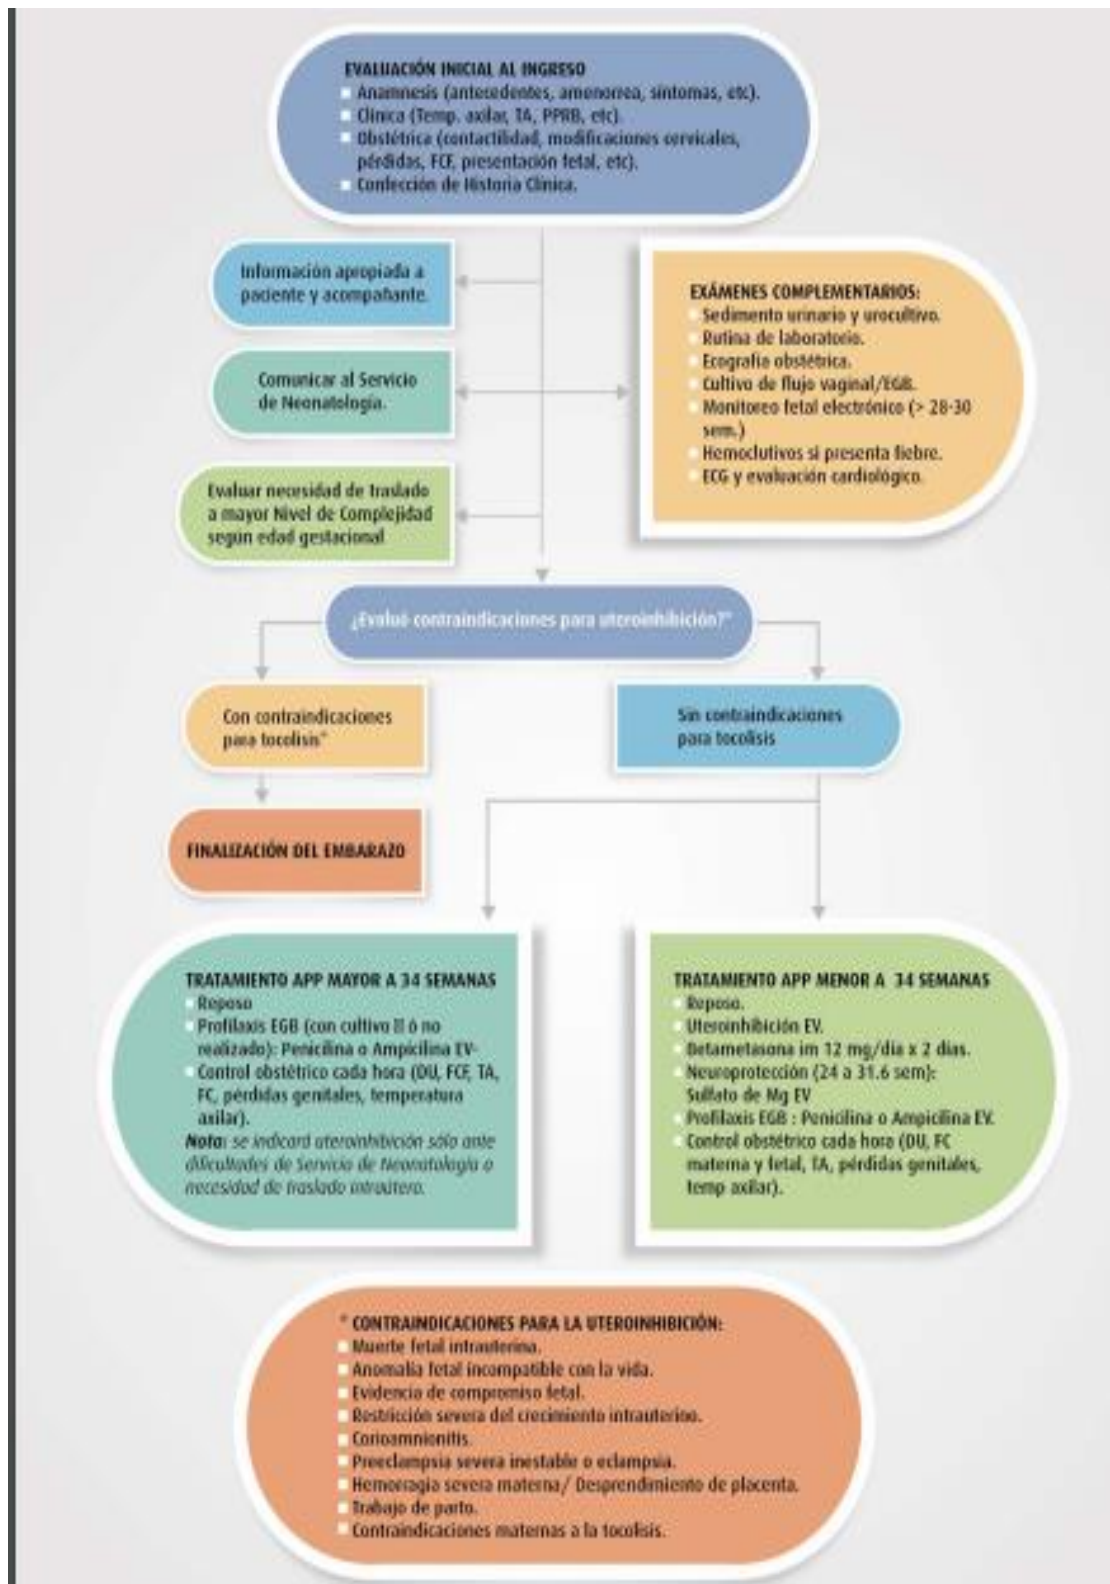 EVALUACIÓN INICIAL AL INGRESO
Anamnesis (antecedentes, amenorrea, síntomas, etc).
Clínica (Temp. axilar, TA, PPRB, etc).
Obstétrica (contactilidad, modificaciones cervicales,
pérdidas, FCF, presentación fetal, etc).
Confección de Historia Clínica.
Información apropiada a
paciente y acompañante.
EXÁMENES COMPLEMENTARIOS:
Sedimento urinario y urocultivo.
Rutina de laboratorio.
Ecografía obstétrica.
Cultivo de flujo vaginal/EGB.
Monitoreo fetal electrónico (> 28-30
sem.)
Hemoclutivos si presenta fiebre.
ECG y evaluación cardiológico.
Comunicar al Servicio
de Neonatología.
Evaluar necesidad de traslado
a mayor Nivel de Complejidad
según edad gestacional
¿Evaluó contraindicaciones para uteroinhibición?*
Con contraindicaciones
para tocolisis*
Sin contraindicaciones
para tocolisis
FINALIZACIÓN DEL EMBARAZO
TRATAMIENTO APP MAYOR A 34 SEMANAS
Reposo
Profilaxis EGB (con cultivo ó no
realizado): Penicilina o Ampicilina EV-
Control obstétrico cada hora (DU, FCF, TA,
FC, pérdidas genitales, temperatura
axilar).
Nota: se indicará uteroinhibición sólo ante
dificultades de Servicio de Neonatología o
necesidad de traslado intraútero.
TRATAMIENTO APP MENOR A 34 SEMANAS
Reposo.
Uteroinhibición EV.
Betametasona im 12 mg/día x 2 días.
Neuroprotección (24 a 31.6 sem):
Sulfato de Mg EV
Profilaxis EGB : Penicilina o Ampicilina EV.
Control obstétrico cada hora (DU, FC
materna y fetal, TA, pérdidas genitales,
temp axilar).
* CONTRAINDICACIONES PARA LA UTEROINHIBICIÓN:
Muerte fetal intrauterina.
Anomalía fetal incompatible con la vida.
Evidencia de compromiso fetal.
Restricción severa del crecimiento intrauterino.
Corioamnionitis.
Preeclampsia severa inestable o eclampsia.
Hemorragia severa materna/ Desprendimiento de placenta.
Trabajo de parto.
Contraindicaciones maternas a la tocolisis.